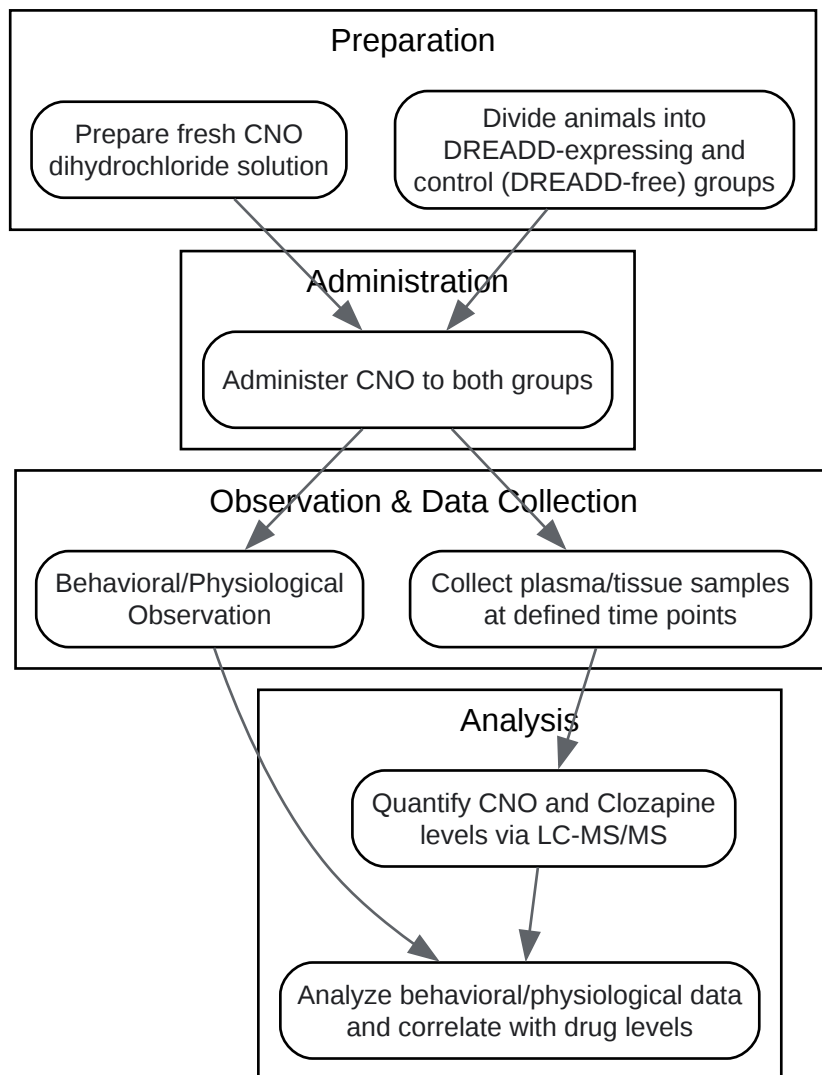 Preparation
Prepare fresh CNO
dihydrochloride solution
Divide animals into
DREADD-expressing and
control (DREADD-free) groups
Administration
Administer CNO to both groups
Observation & Data Collection
Behavioral/Physiological
Observation
Collect plasma/tissue samples
at defined time points
Analysis
Quantify CNO and Clozapine
levels via LC-MS/MS
Analyze behavioral/physiological data
and correlate with drug levels